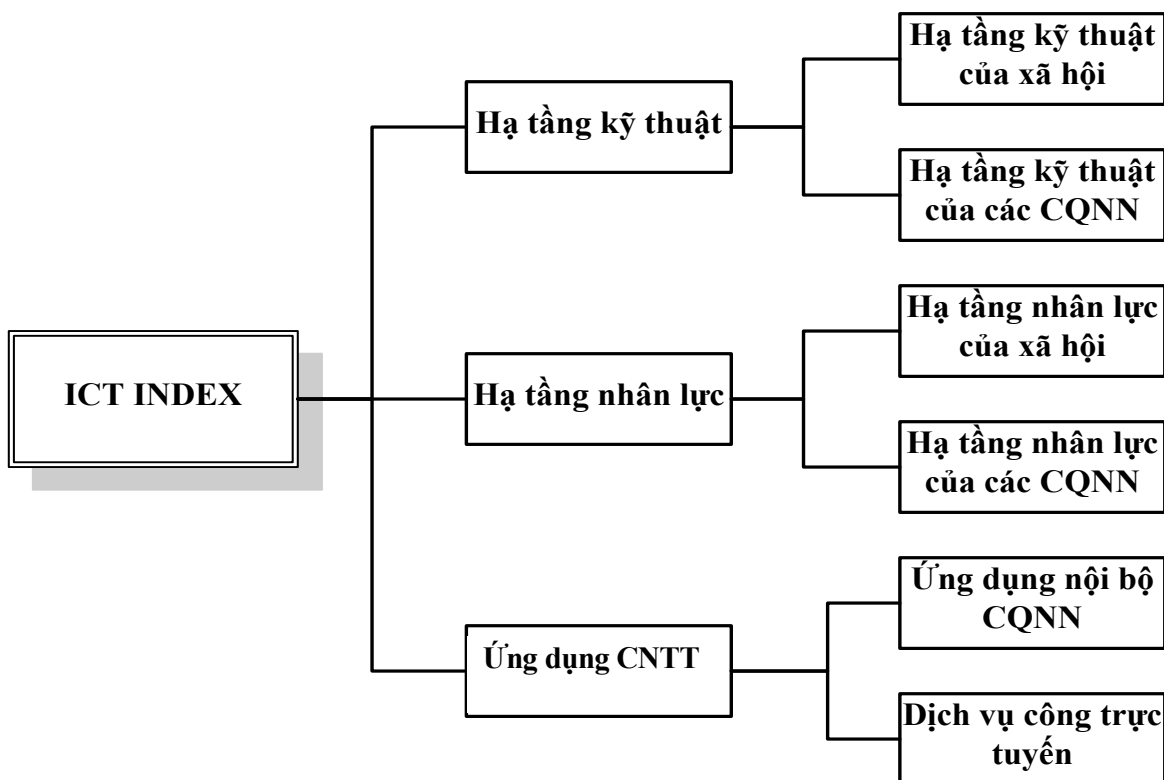 Hạ tầng kỹ thuật
của xã hội
Hạ tầng kỹ thuật
Hạ tầng kỹ thuật
của các CQNN
Hạ tầng nhân lực
của xã hội
ICT INDEX
Hạ tầng nhân lực
Hạ tầng nhân lực
của các CQNN
Ứng dụng nội bộ
CQNN
Ứng dụng CNTT
Dịch vụ công trực
tuyến